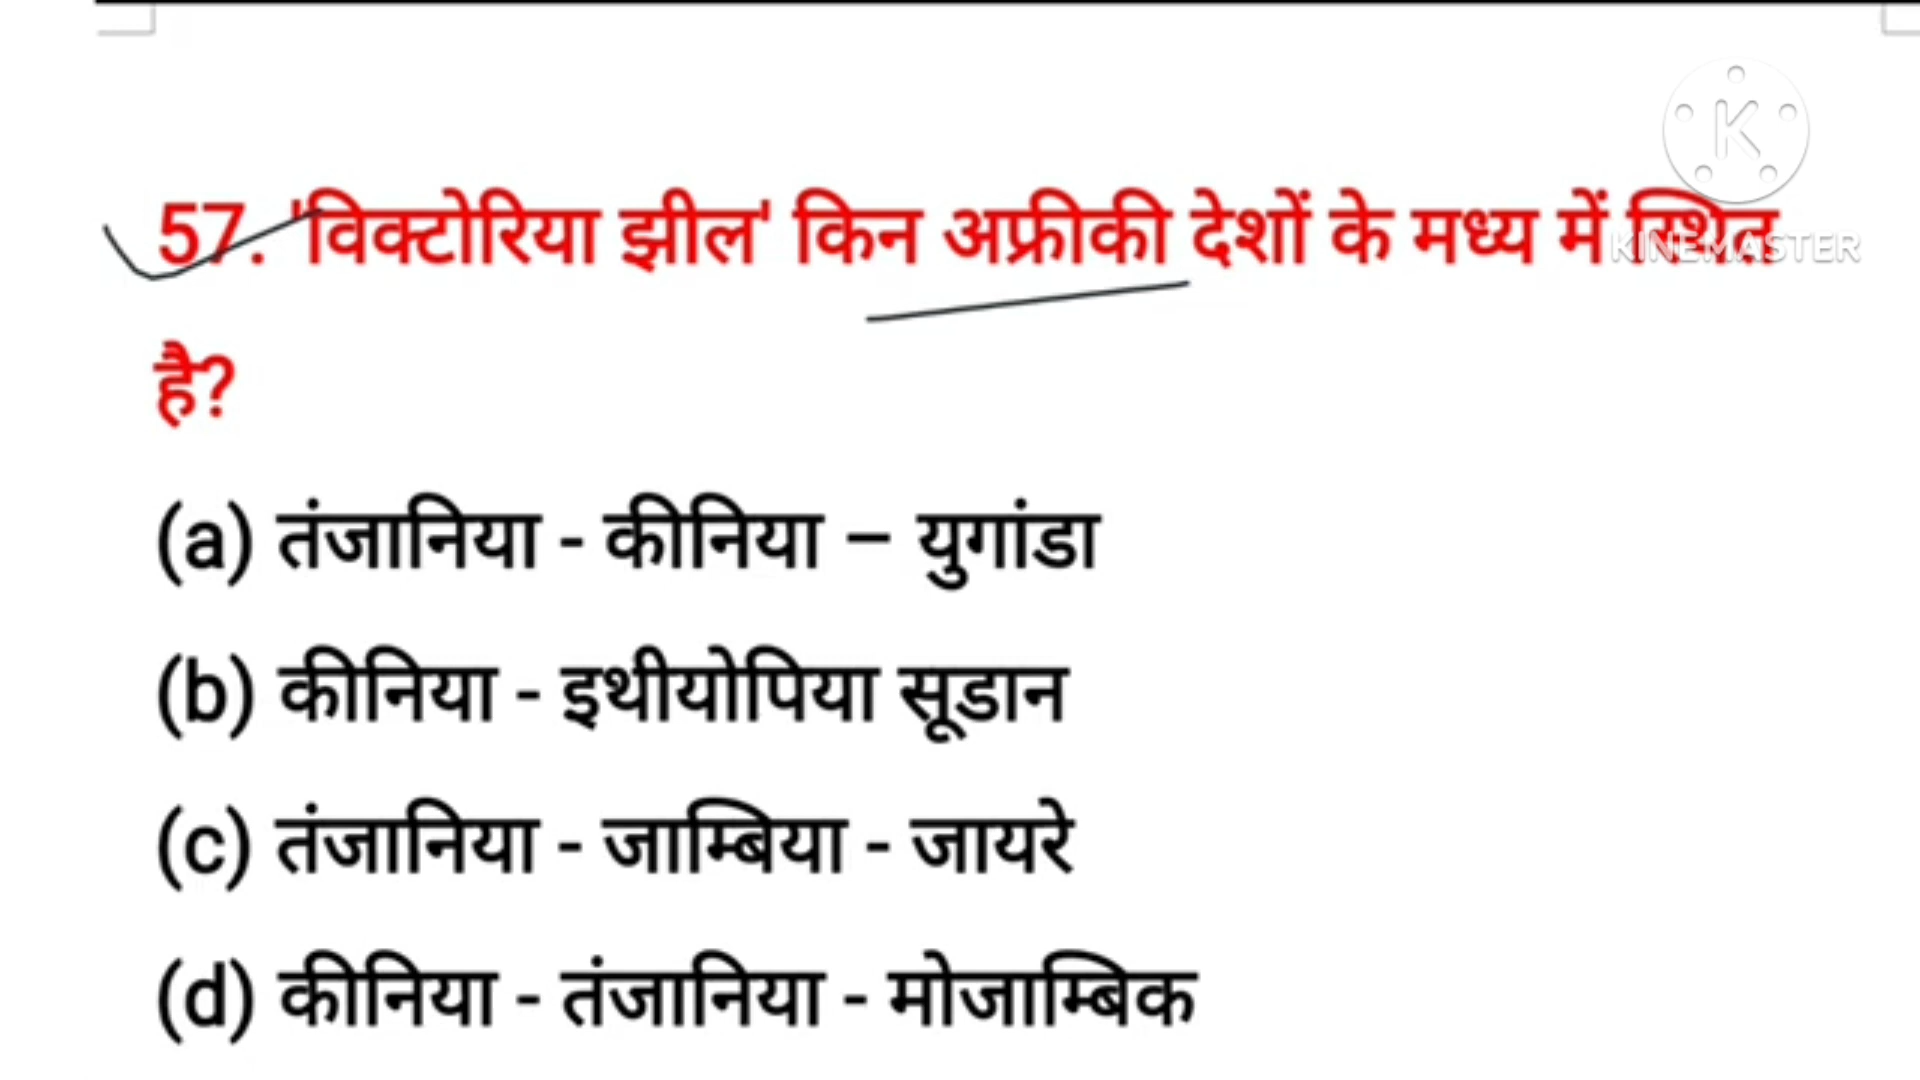 K
KINEMASTER
57. 'विक्टोरिया झील' किन अफ्रीकी देशों के मध्य में स्थित
है?
(a) तंजानिया - कीनिया – युगांडा
(b) कीनिया - इथीयोपिया सूडान
(c) तंजानिया - जाम्बिया - जायरे
(d) कीनिया - तंजानिया - मोजाम्बिक